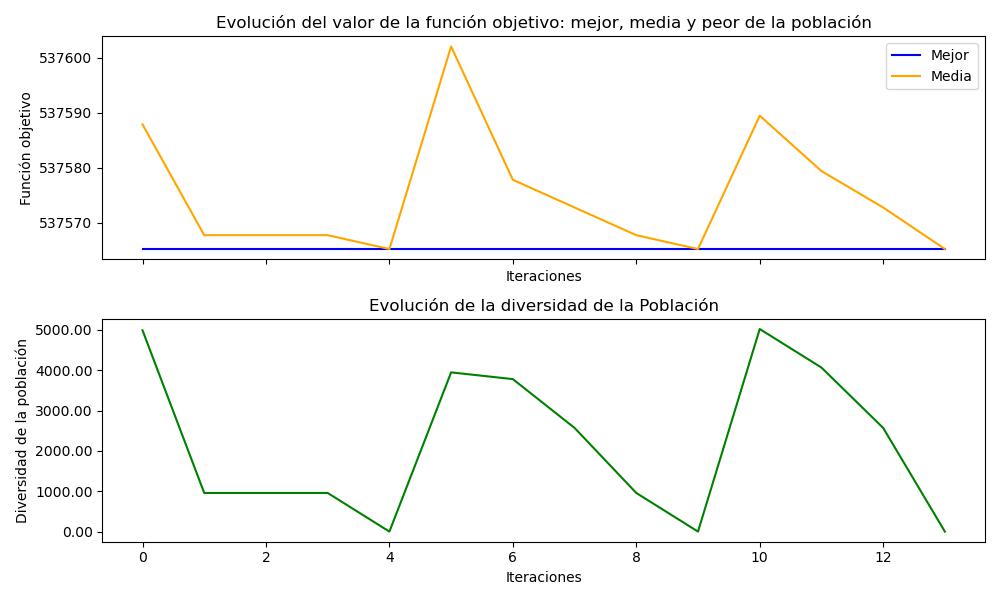 Evolución del valor de la función objetivo: mejor, media y peor de la población
Función objetivo
537600
537590
537580
537570
Mejor
Media
Iteraciones
Evolución de la diversidad de la Población
Diversidad de la población
5000.00
4000.00
3000.00
2000.00
1000.00
0.00
0 2 4 6 8 10 12
Iteraciones